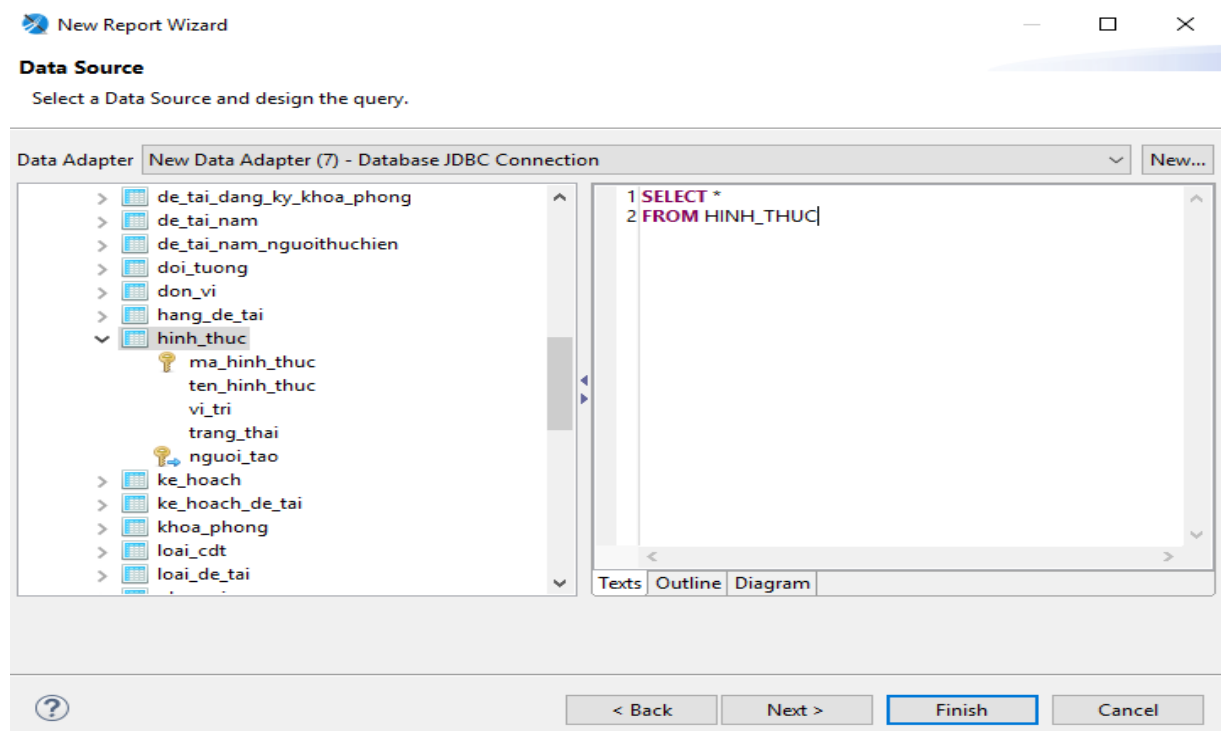 New Report Wizard
Data Source
Select a Data Source and design the query.
Data Adapter New Data Adapter (7) - Database JDBC Connection New...
de_tai_dang_ky_khoa_phong
de_tai_nam
de_tai_nam_nguoithuchien
doi_tuong
don_vi
hang_de_tai
hinh_thuc
ma_hinh_thuc
ten_hinh_thuc
vi_tri
trang_thai
nguoi_tao
ke_hoach
ke_hoach_de_tai
khoa_phong
loai_cdt
loai_de_tai
1 SELECT *
2 FROM HINH_THUC
Texts Outline Diagram
? < Back Next > Finish Cancel